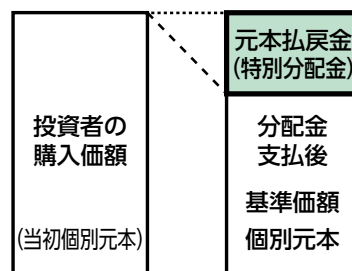 投資者の
購入価額
(当初個別元本)
元本払戻金
(特別分配金)
分配金
支払後
基準価額
個別元本